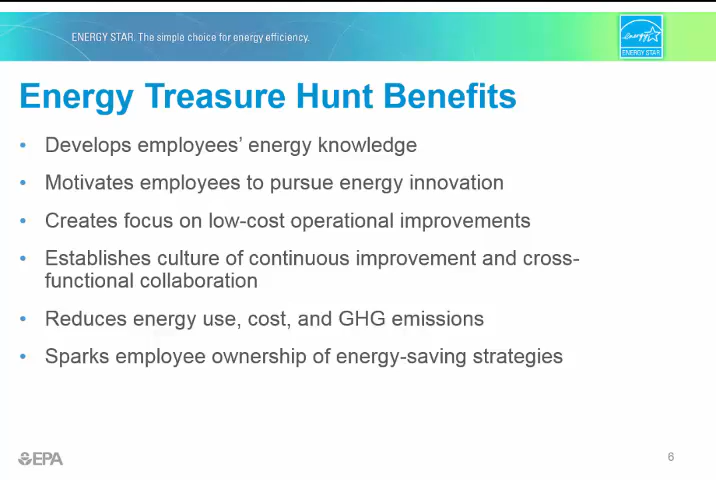 ENERGY STAR. The simple choice for energy efficiency.
energy
ENERGY STAR
Energy Treasure Hunt Benefits
• Develops employees’ energy knowledge
• Motivates employees to pursue energy innovation
• Creates focus on low-cost operational improvements
• Establishes culture of continuous improvement and cross-
functional collaboration
• Reduces energy use, cost, and GHG emissions
• Sparks employee ownership of energy-saving strategies
EPA
6